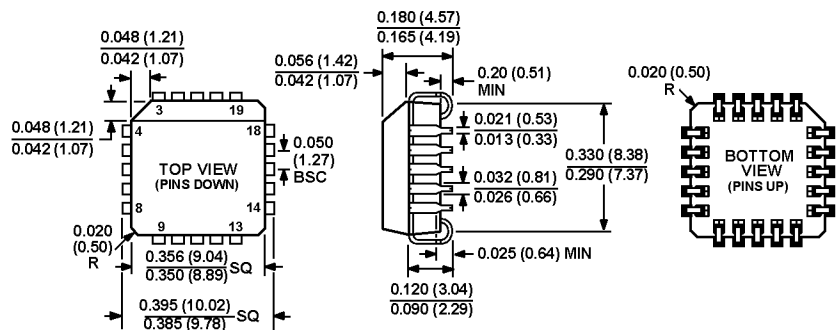 0.048 (1.21)
0.042 (1.07)
0.048 (1.21)
0.042 (1.07)
3
19
4
18
TOP VIEW
(PINS DOWN)
8
14
9
13
0.050
(1.27)
BSC
0.020
(0.50)
R
0.356 (9.04)
0.350 (8.89)
SQ
0.395 (10.02)
0.385 (9.78)
SQ
0.180 (4.57)
0.165 (4.19)
0.056 (1.42)
0.042 (1.07)
0.20 (0.51)
MIN
0.021 (0.53)
0.013 (0.33)
0.032 (0.81)
0.026 (0.66)
0.330 (8.38)
0.290 (7.37)
0.025 (0.64) MIN
0.120 (3.04)
0.090 (2.29)
0.020 (0.50)
R
BOTTOM
VIEW
(PINS UP)